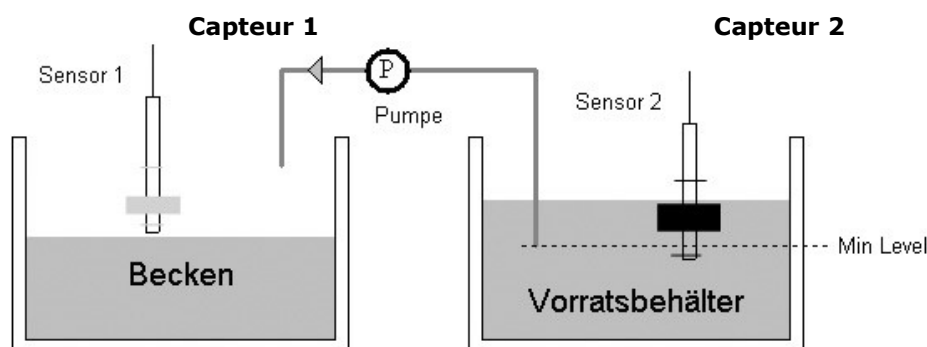 Capteur 1
Capteur 2
Sensor 1
P
Pumpe
Sensor 2
Min Level
Becken
Vorratsbehälter